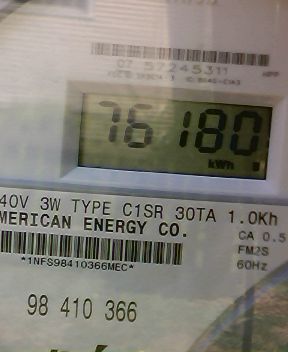 07 57245311
76180
kWh
40V 3W TYPE C1SR 30TA 1.0Kh
MERICAN ENERGY CO.
CA 0.5
FM2S
60Hz
*1NFS98410366MEC*
98 410 366